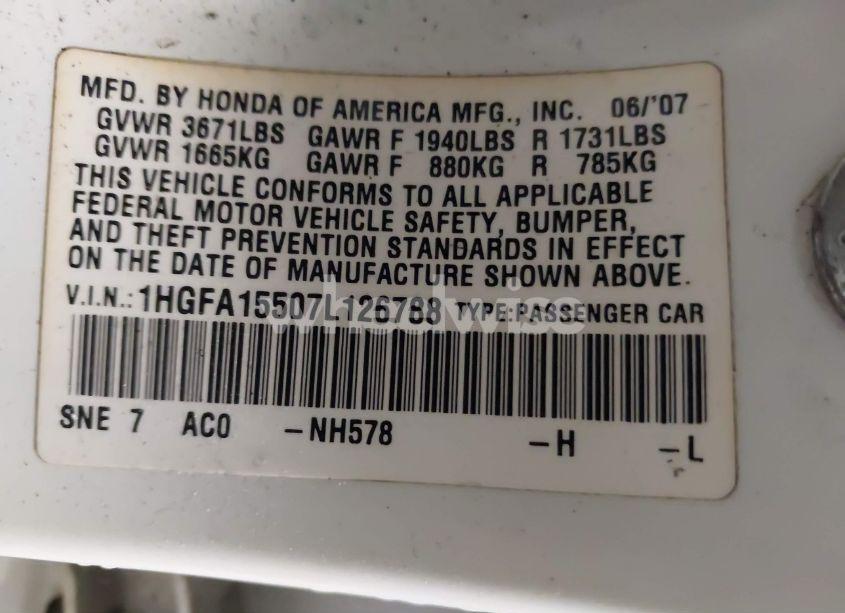 MFD. BY HONDA OF AMERICA MFG., INC. 06/'07
GVWR 3671LBS GAWR F 1940LBS R 1731LBS
GVWR 1665KG GAWR F 880KG R 785KG
THIS VEHICLE CONFORMS TO ALL APPLICABLE
FEDERAL MOTOR VEHICLE SAFETY, BUMPER,
AND THEFT PREVENTION STANDARDS IN EFFECT
ON THE DATE OF MANUFACTURE SHOWN ABOVE.
V.I.N.: 1HGFA15507L126788 TYPE:PASSENGER CAR
SNE 7 AC0 -NH578 -H -L